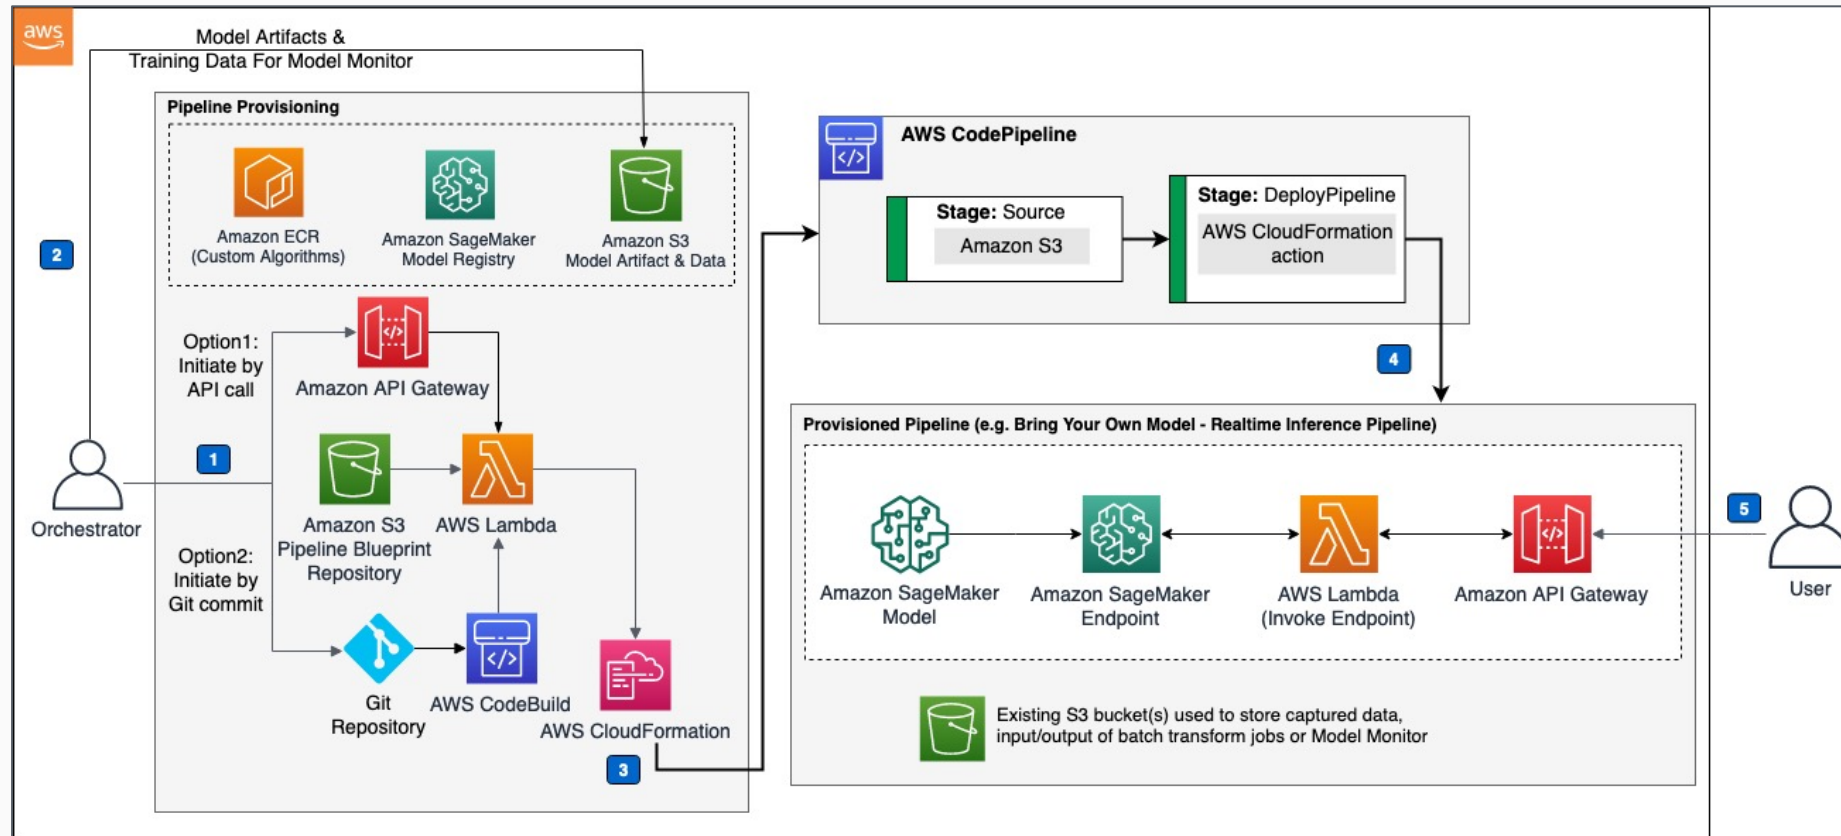 aws
Model Artifacts &
Training Data For Model Monitor
Pipeline Provisioning
Amazon ECR
(Custom Algorithms)
Amazon SageMaker
Model Registry
Amazon S3
Model Artifact & Data
2
Option1:
Initiate by
API call
Amazon API Gateway
1
Orchestrator
Amazon S3
Pipeline Blueprint
Repository
AWS Lambda
Option2:
Initiate by
Git commit
Git
Repository
AWS CodeBuild
AWS CloudFormation
3
AWS CodePipeline
Stage: Source
Amazon S3
Stage: DeployPipeline
AWS CloudFormation
action
4
Provisioned Pipeline (e.g. Bring Your Own Model - Realtime Inference Pipeline)
Amazon SageMaker
Model
Amazon SageMaker
Endpoint
AWS Lambda
(Invoke Endpoint)
Amazon API Gateway
5
User
Existing S3 bucket(s) used to store captured data,
input/output of batch transform jobs or Model Monitor